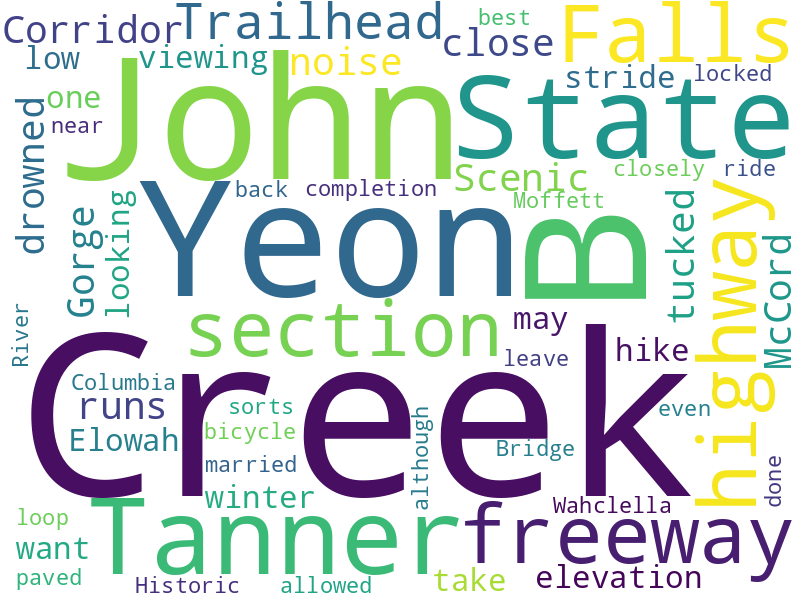 Corridor Trailhead best Falls
low viewing noise close stride locked
one John State
near
drowned back completion Scenic closely ride
Gorge looking Yeon Moffett B tucked highway McCord
River section may
Creek leave hike
Columbia
runs sorts even
Elowah bicycle although Bridge
married done
winter Wahclella
loop Tanner freeway
want
paved Historic allowed take elevation